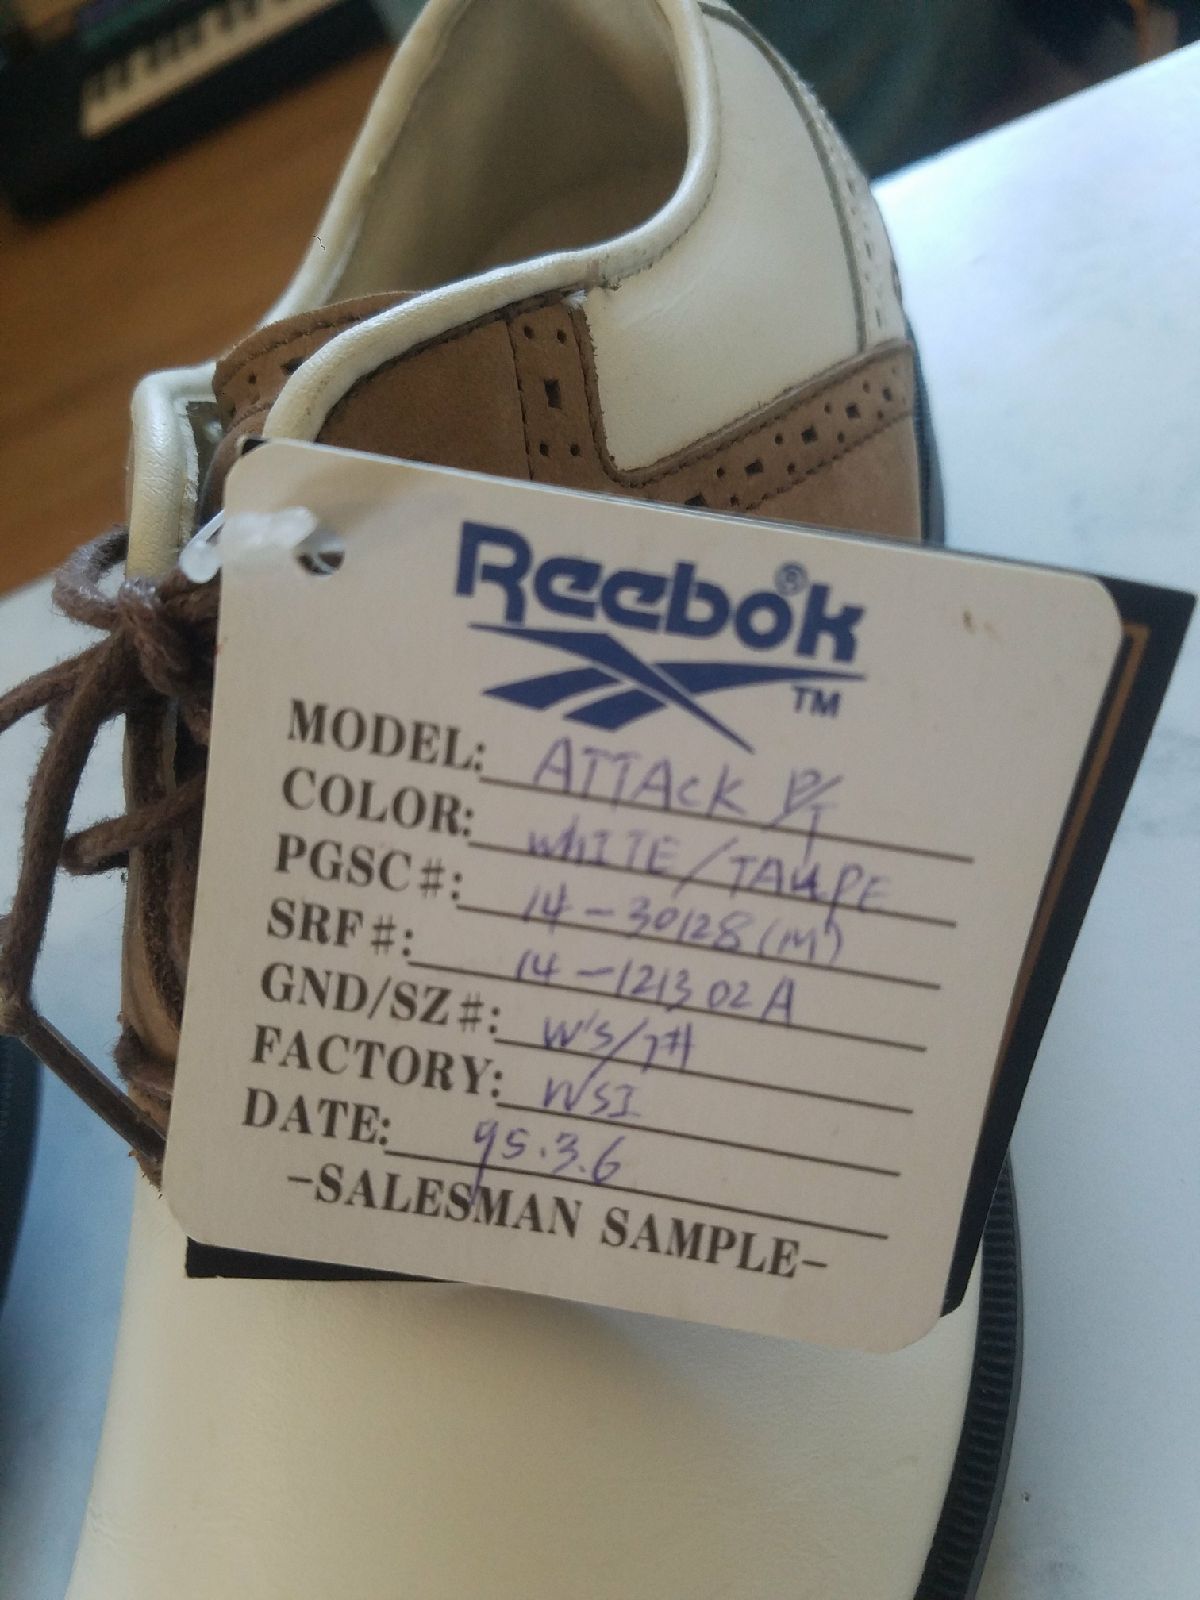 Reebok®
TM
MODEL: ATTACK P/T
COLOR: WHITE/TAUPE
PGSC#: 14-30128(M)
SRF#: 14-121302A
GND/SZ#: W'S/7#
FACTORY: WSI
DATE: 95.3.6
-SALESMAN SAMPLE-